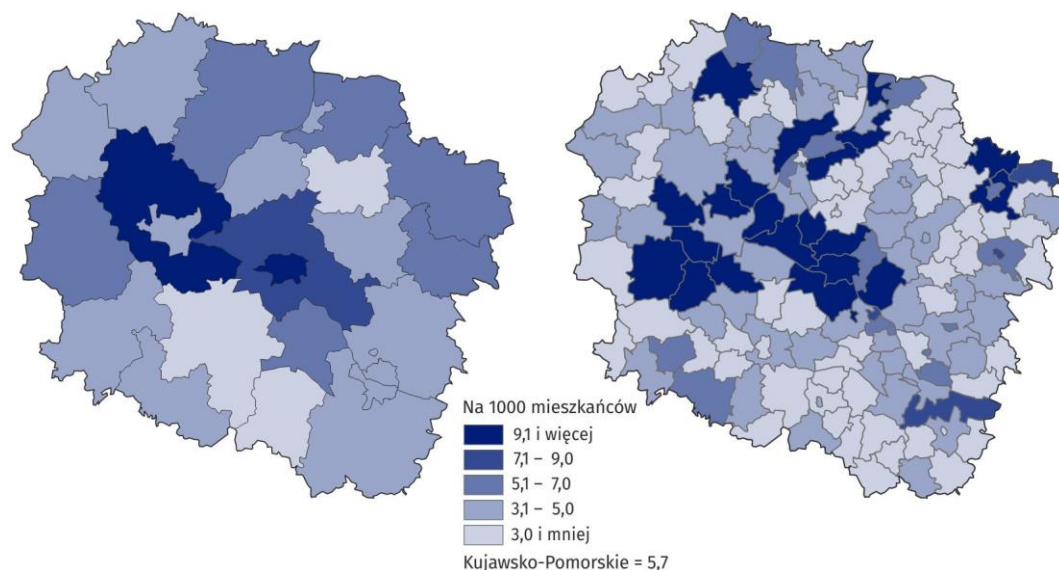 Na 1000 mieszkańców
9,1 i więcej
7,1 – 9,0
5,1 – 7,0
3,1 – 5,0
3,0 i mniej
Kujawsko-Pomorskie = 5,7